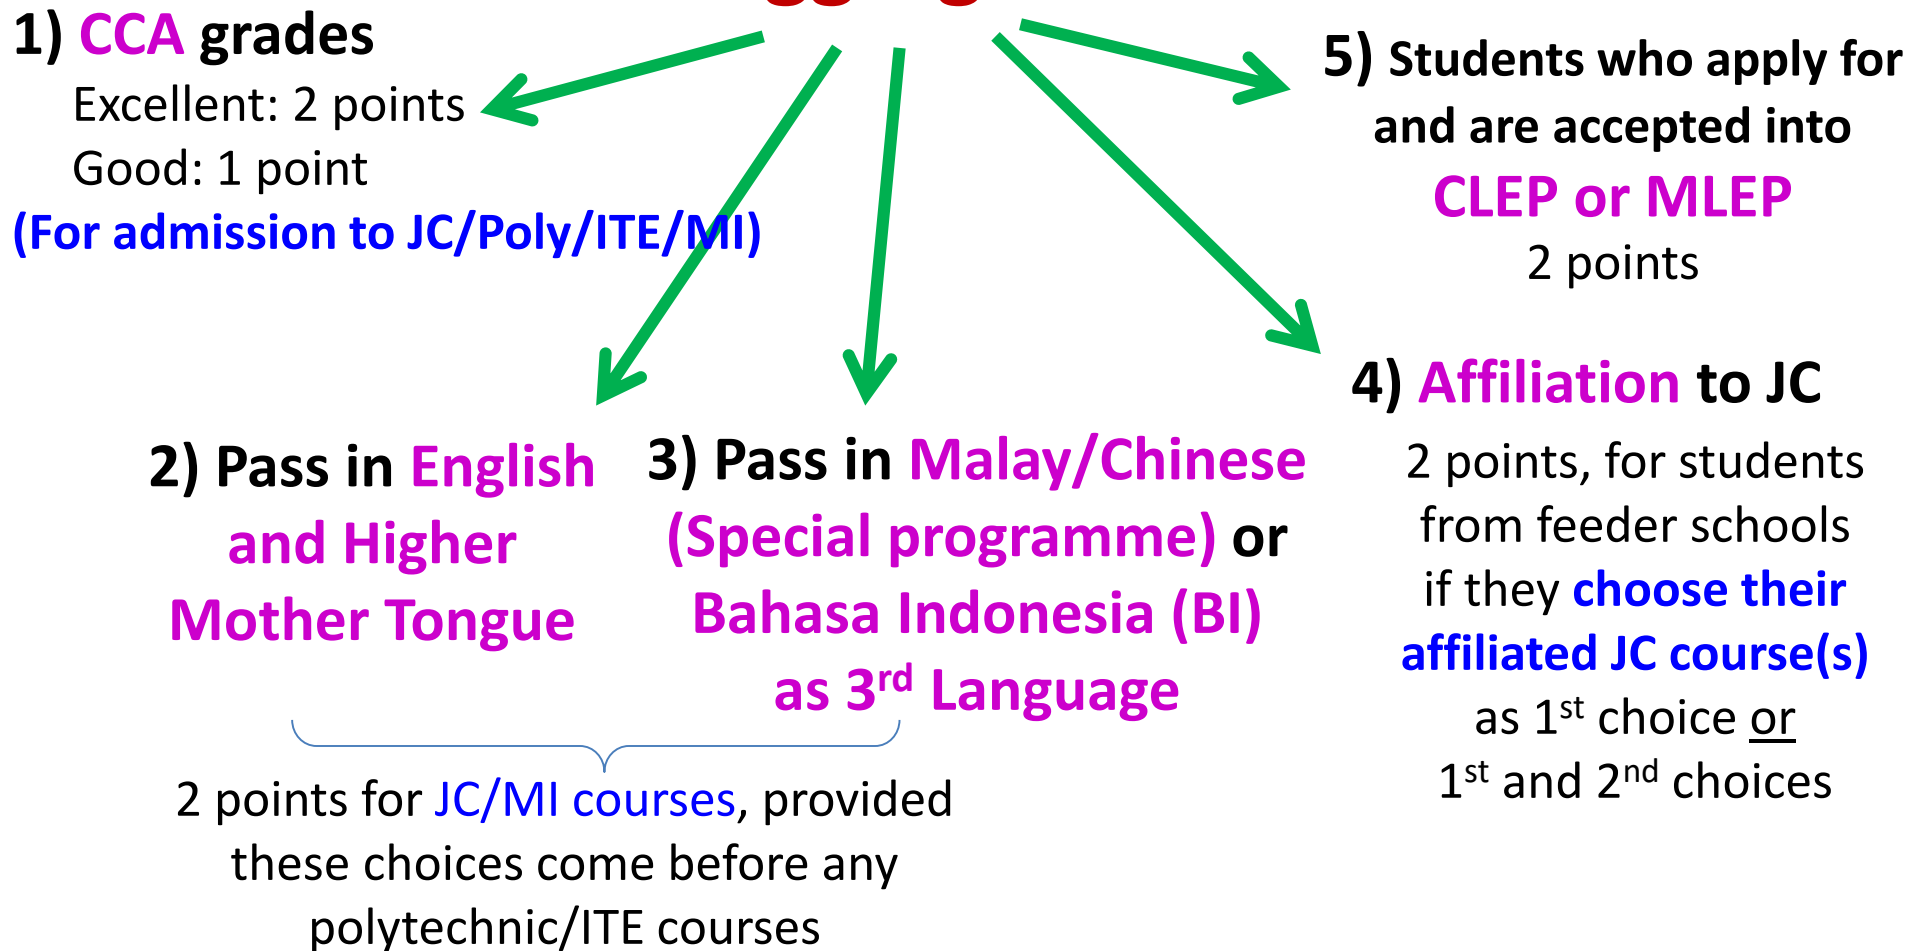 1) CCA grades
Excellent: 2 points
Good: 1 point
(For admission to JC/Poly/ITE/MI)
2) Pass in English
and Higher
Mother Tongue
3) Pass in Malay/Chinese
(Special programme) or
Bahasa Indonesia (BI)
as 3rd Language
2 points for JC/MI courses, provided
these choices come before any
polytechnic/ITE courses
5) Students who apply for
and are accepted into
CLEP or MLEP
2 points
4) Affiliation to JC
2 points, for students
from feeder schools
if they choose their
affiliated JC course(s)
as 1st choice or
1st and 2nd choices